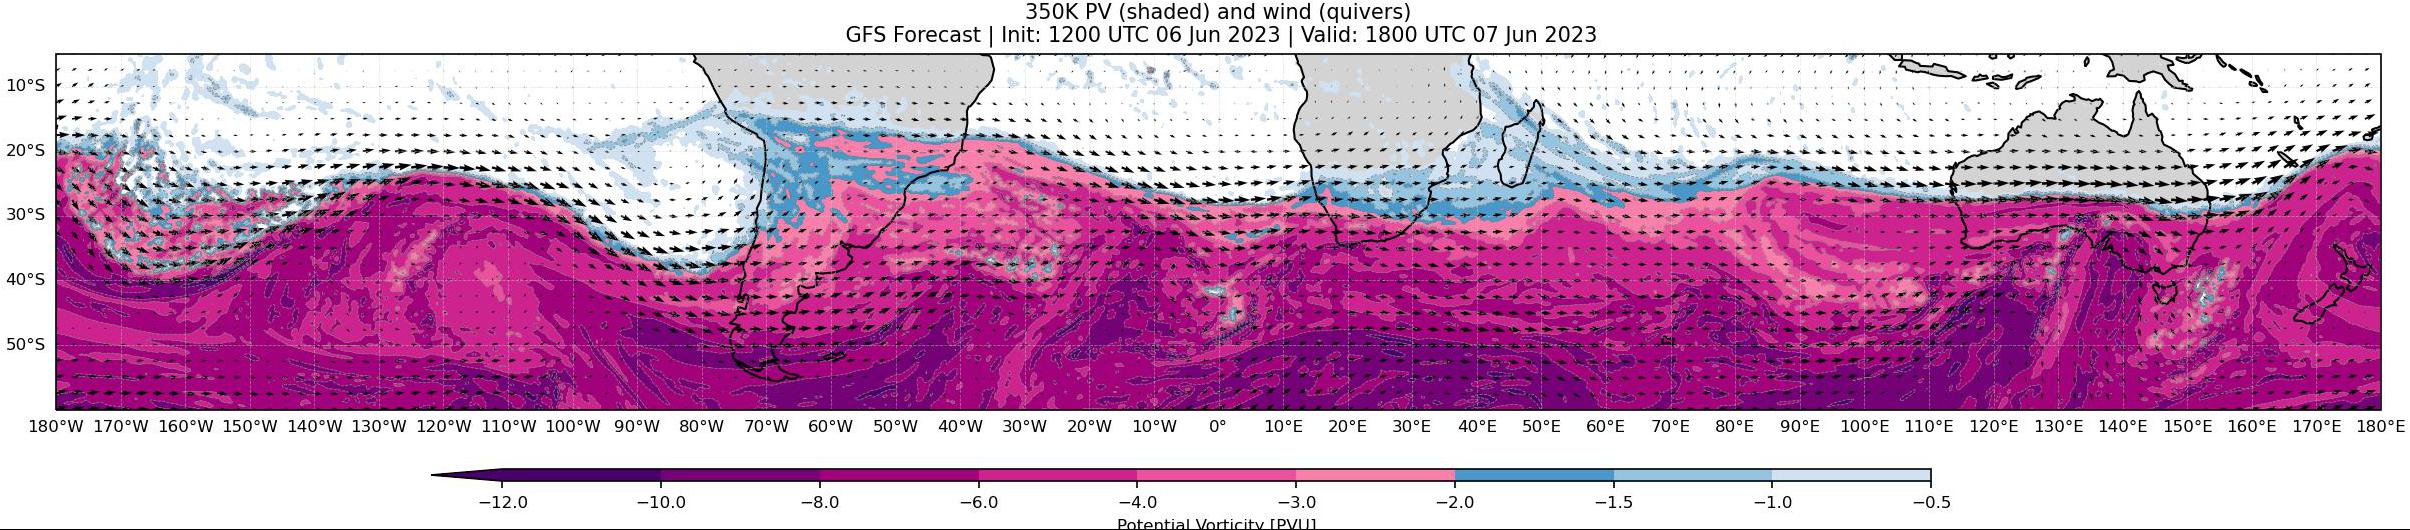 350K PV (shaded) and wind (quivers)
GFS Forecast | Init: 1200 UTC 06 Jun 2023 | Valid: 1800 UTC 07 Jun 2023
10°S
20°S
30°S
40°S
50°S
180°W 170°W 160°W 150°W 140°W 130°W 120°W 110°W 100°W 90°W 80°W 70°W 60°W 50°W 40°W 30°W 20°W 10°W 0° 10°E 20°E 30°E 40°E 50°E 60°E 70°E 80°E 90°E 100°E 110°E 120°E 130°E 140°E 150°E 160°E 170°E 180°E
−12.0 −10.0 −8.0 −6.0 −4.0 −3.0 −2.0 −1.5 −1.0 −0.5
Potential Vorticity [PVU]